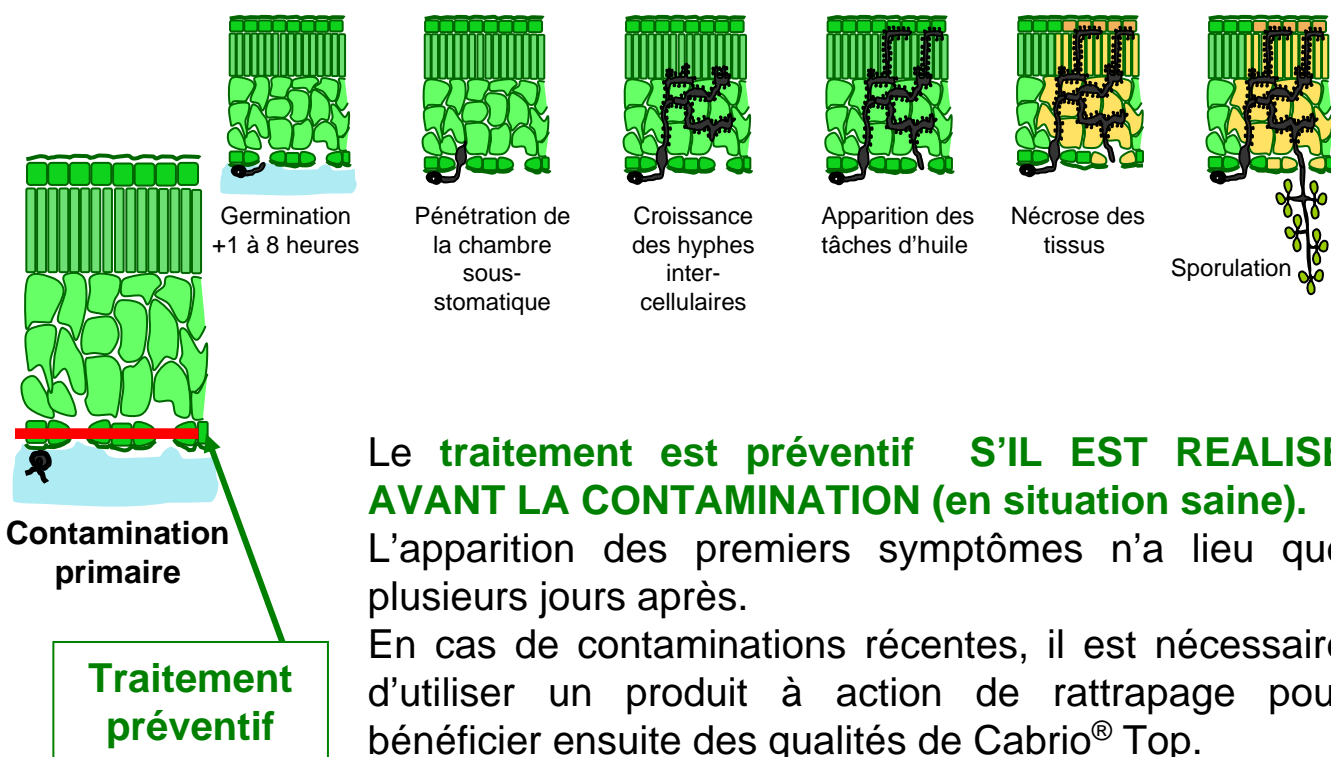 Germination
+1 à 8 heures
Pénétration de
la chambre
sous-
stomatique
Croissance
des hyphes
inter-
cellulaires
Apparition des
tâches d’huile
Nécrose des
tissus
Sporulation
Contamination
primaire
Traitement
préventif
Le traitement est préventif S’IL EST REALISE
AVANT LA CONTAMINATION (en situation saine).
L’apparition des premiers symptômes n’a lieu que
plusieurs jours après.
En cas de contaminations récentes, il est nécessaire
d’utiliser un produit à action de rattrapage pou
bénéficier ensuite des qualités de Cabrio® Top.